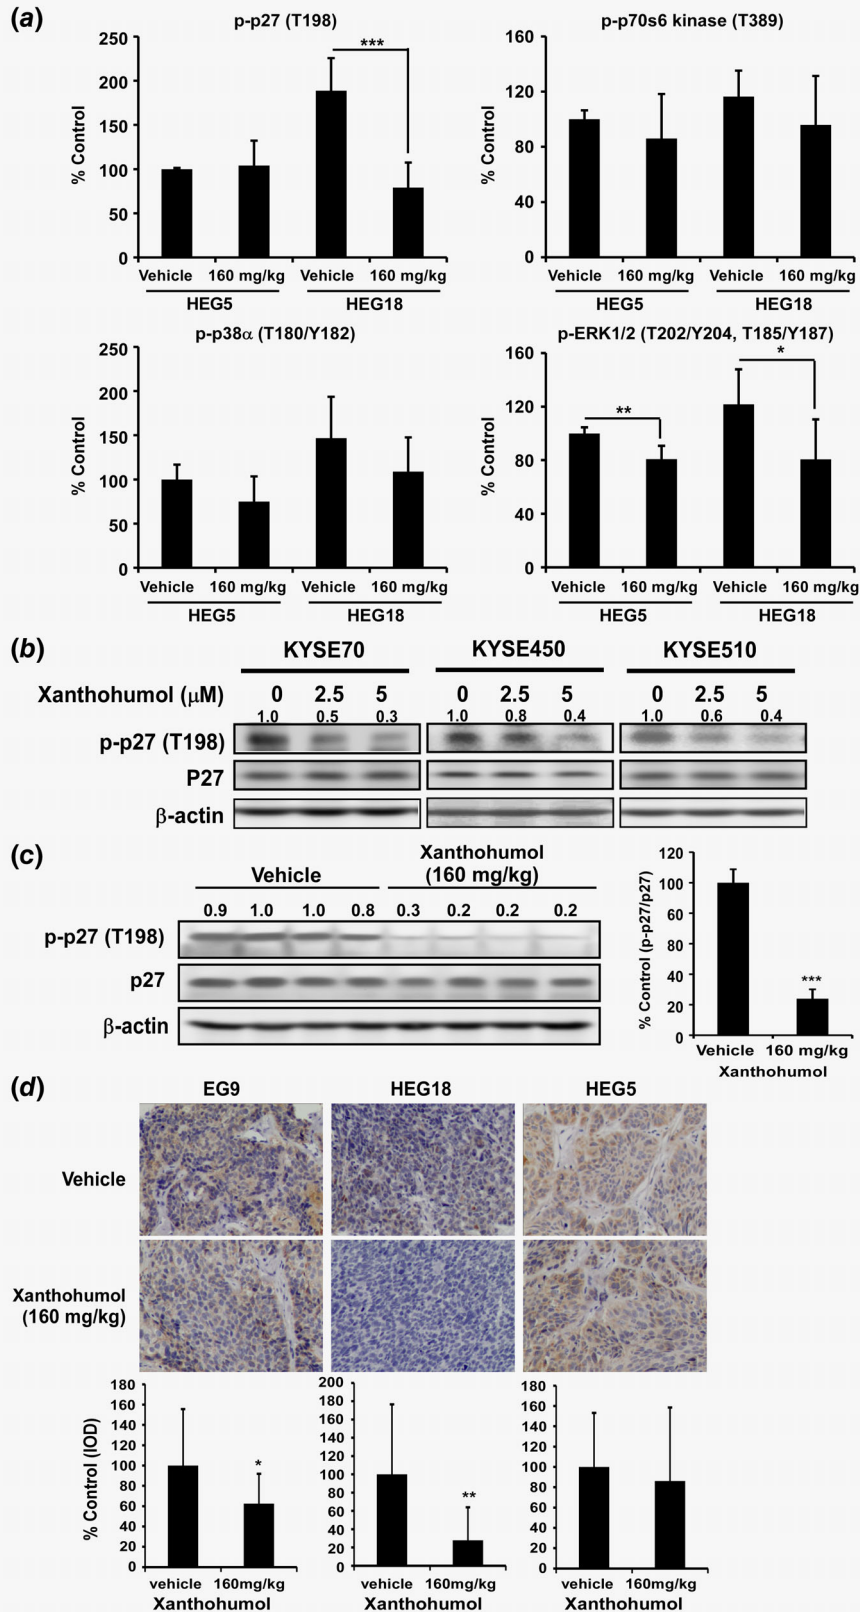 (a)
p-p27 (T198)
250
200
150
100
50
0
% Control
***
Vehicle 160 mg/kg Vehicle 160 mg/kg
HEG5 HEG18
p-p70s6 kinase (T389)
160
120
80
40
0
% Control
Vehicle 160 mg/kg Vehicle 160 mg/kg
HEG5 HEG18
p-p38α (T180/Y182)
250
200
150
100
50
0
% Control
Vehicle 160 mg/kg Vehicle 160 mg/kg
HEG5 HEG18
p-ERK1/2 (T202/Y204, T185/Y187)
160
120
80
40
0
% Control
** *
Vehicle 160 mg/kg Vehicle 160 mg/kg
HEG5 HEG18
(b)
KYSE70 KYSE450 KYSE510
Xanthohumol (μM) 0 2.5 5 0 2.5 5 0 2.5 5
1.0 0.5 0.3 1.0 0.8 0.4 1.0 0.6 0.4
p-p27 (T198)
P27
β-actin
(c)
Vehicle
Xanthohumol
(160 mg/kg)
0.9 1.0 1.0 0.8 0.3 0.2 0.2 0.2
p-p27 (T198)
p27
β-actin
120
100
60
80
40
20
0
% Control (p-p27/p27)
***
Vehicle 160 mg/kg
Xanthohumol
(d)
EG9 HEG18 HEG5
Vehicle
Xanthohumol
(160 mg/kg)
180
160
140
120
100
80
60
40
20
0
% Control (IOD)
*
vehicle 160mg/kg
Xanthohumol
200
180
160
140
120
100
80
60
40
20
0
**
vehicle 160mg/kg
Xanthohumol
180
160
140
120
100
80
60
40
20
0
vehicle 160mg/kg
Xanthohumol